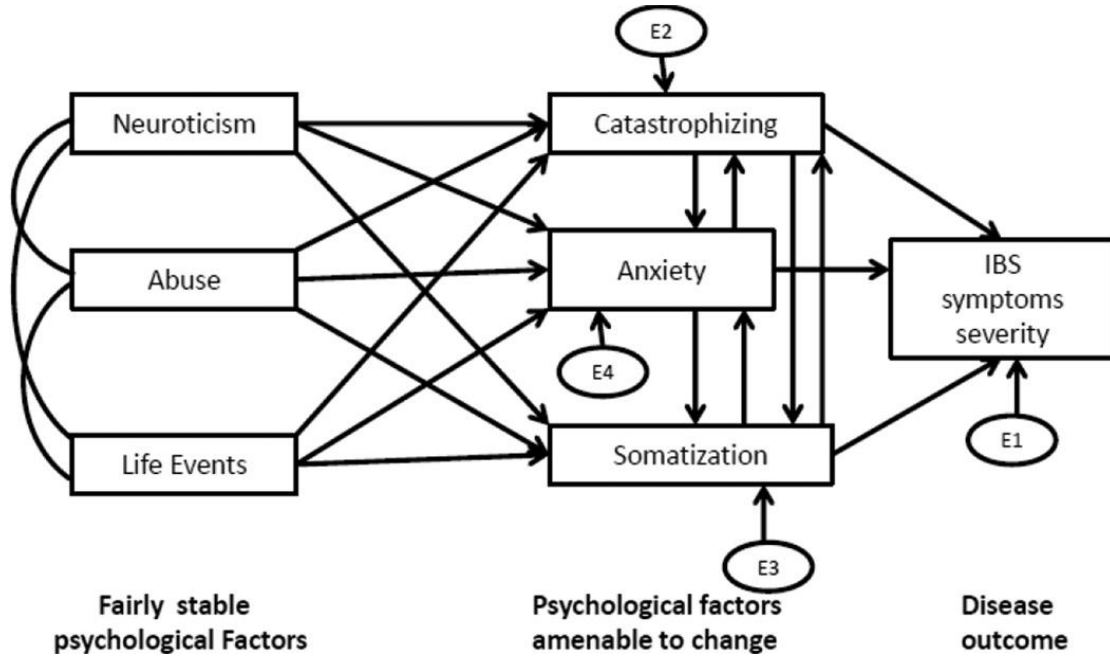 E2
Neuroticism
Catastrophizing
Abuse
Anxiety
IBS
symptoms
severity
E4
Life Events
Somatization
E1
E3
Fairly stable
psychological Factors
Psychological factors
amenable to change
Disease
outcome